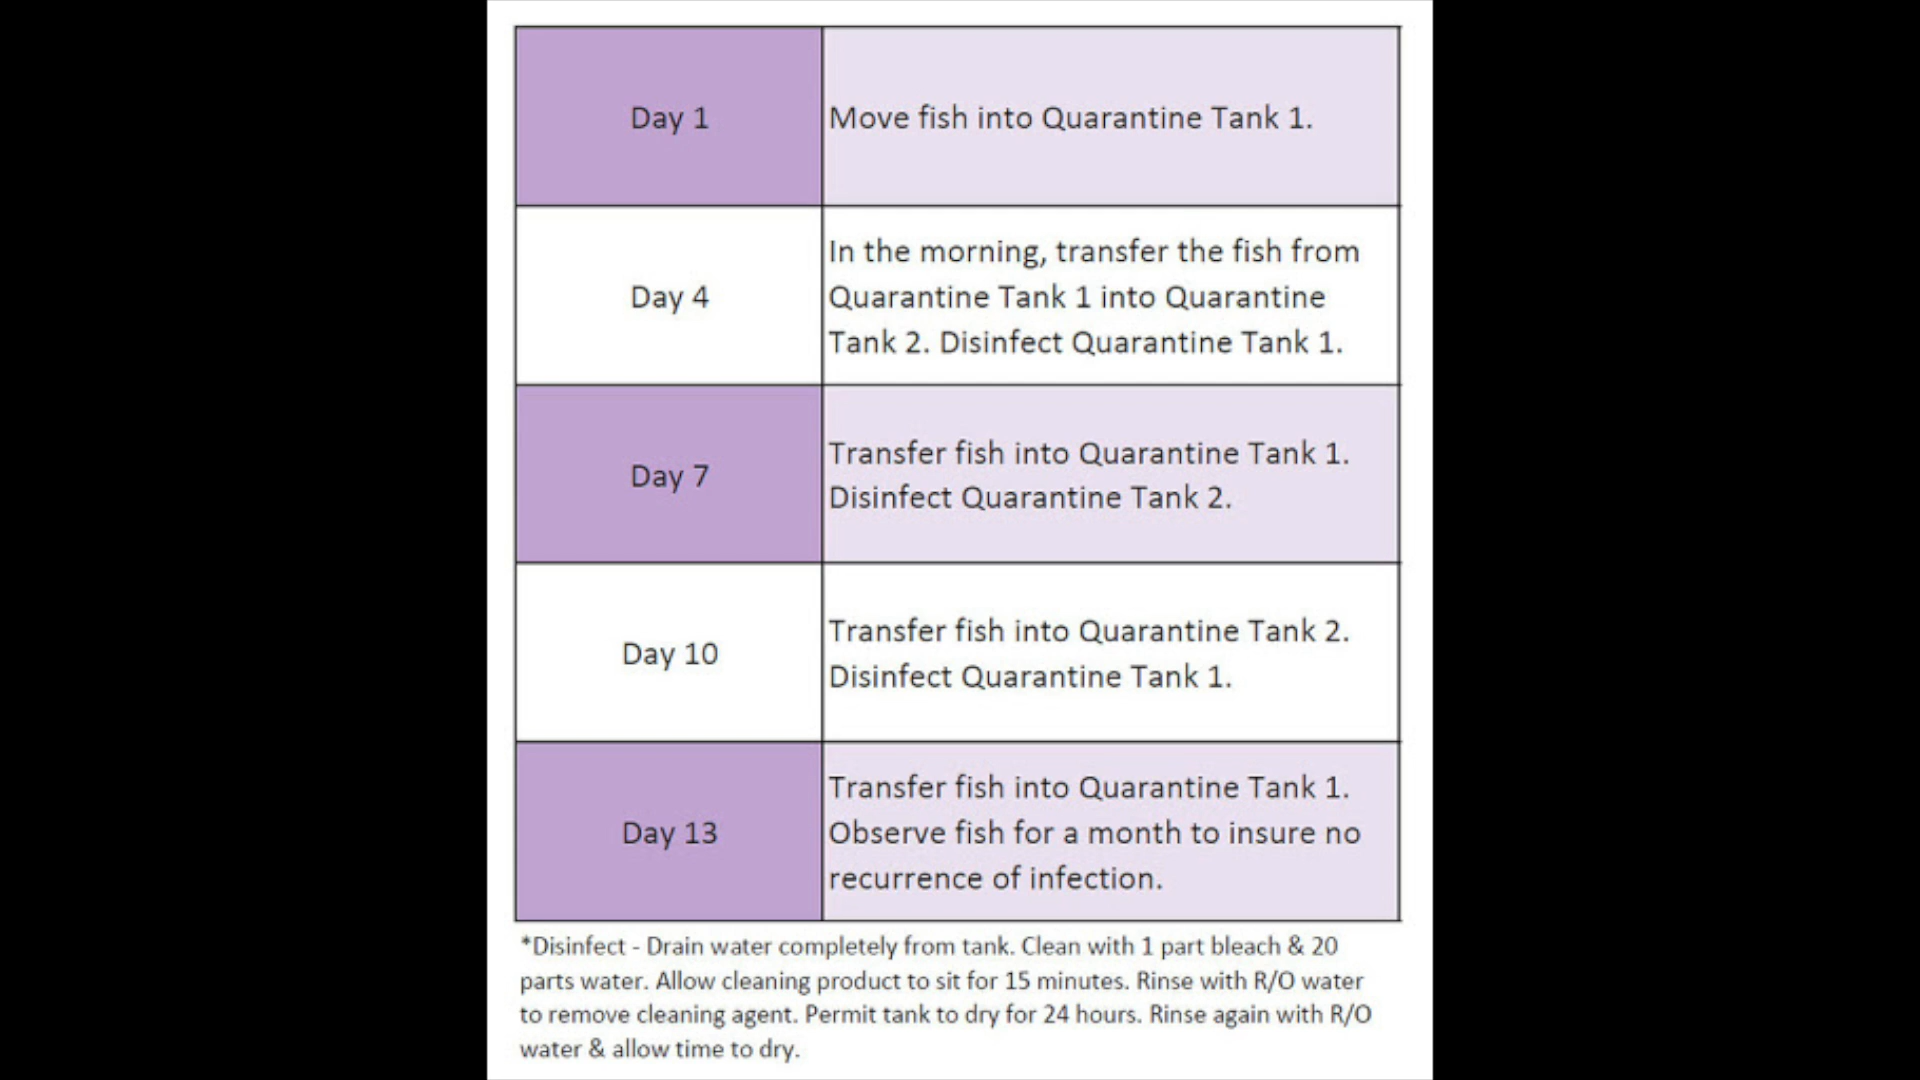 Day 1
Move fish into Quarantine Tank 1.
Day 4
In the morning, transfer the fish from
Quarantine Tank 1 into Quarantine
Tank 2. Disinfect Quarantine Tank 1.
Day 7
Transfer fish into Quarantine Tank 1.
Disinfect Quarantine Tank 2.
Day 10
Transfer fish into Quarantine Tank 2.
Disinfect Quarantine Tank 1.
Day 13
Transfer fish into Quarantine Tank 1.
Observe fish for a month to insure no
recurrence of infection.
*Disinfect - Drain water completely from tank. Clean with 1 part bleach & 20
parts water. Allow cleaning product to sit for 15 minutes. Rinse with R/O water
to remove cleaning agent. Permit tank to dry for 24 hours. Rinse again with R/O
water & allow time to dry.